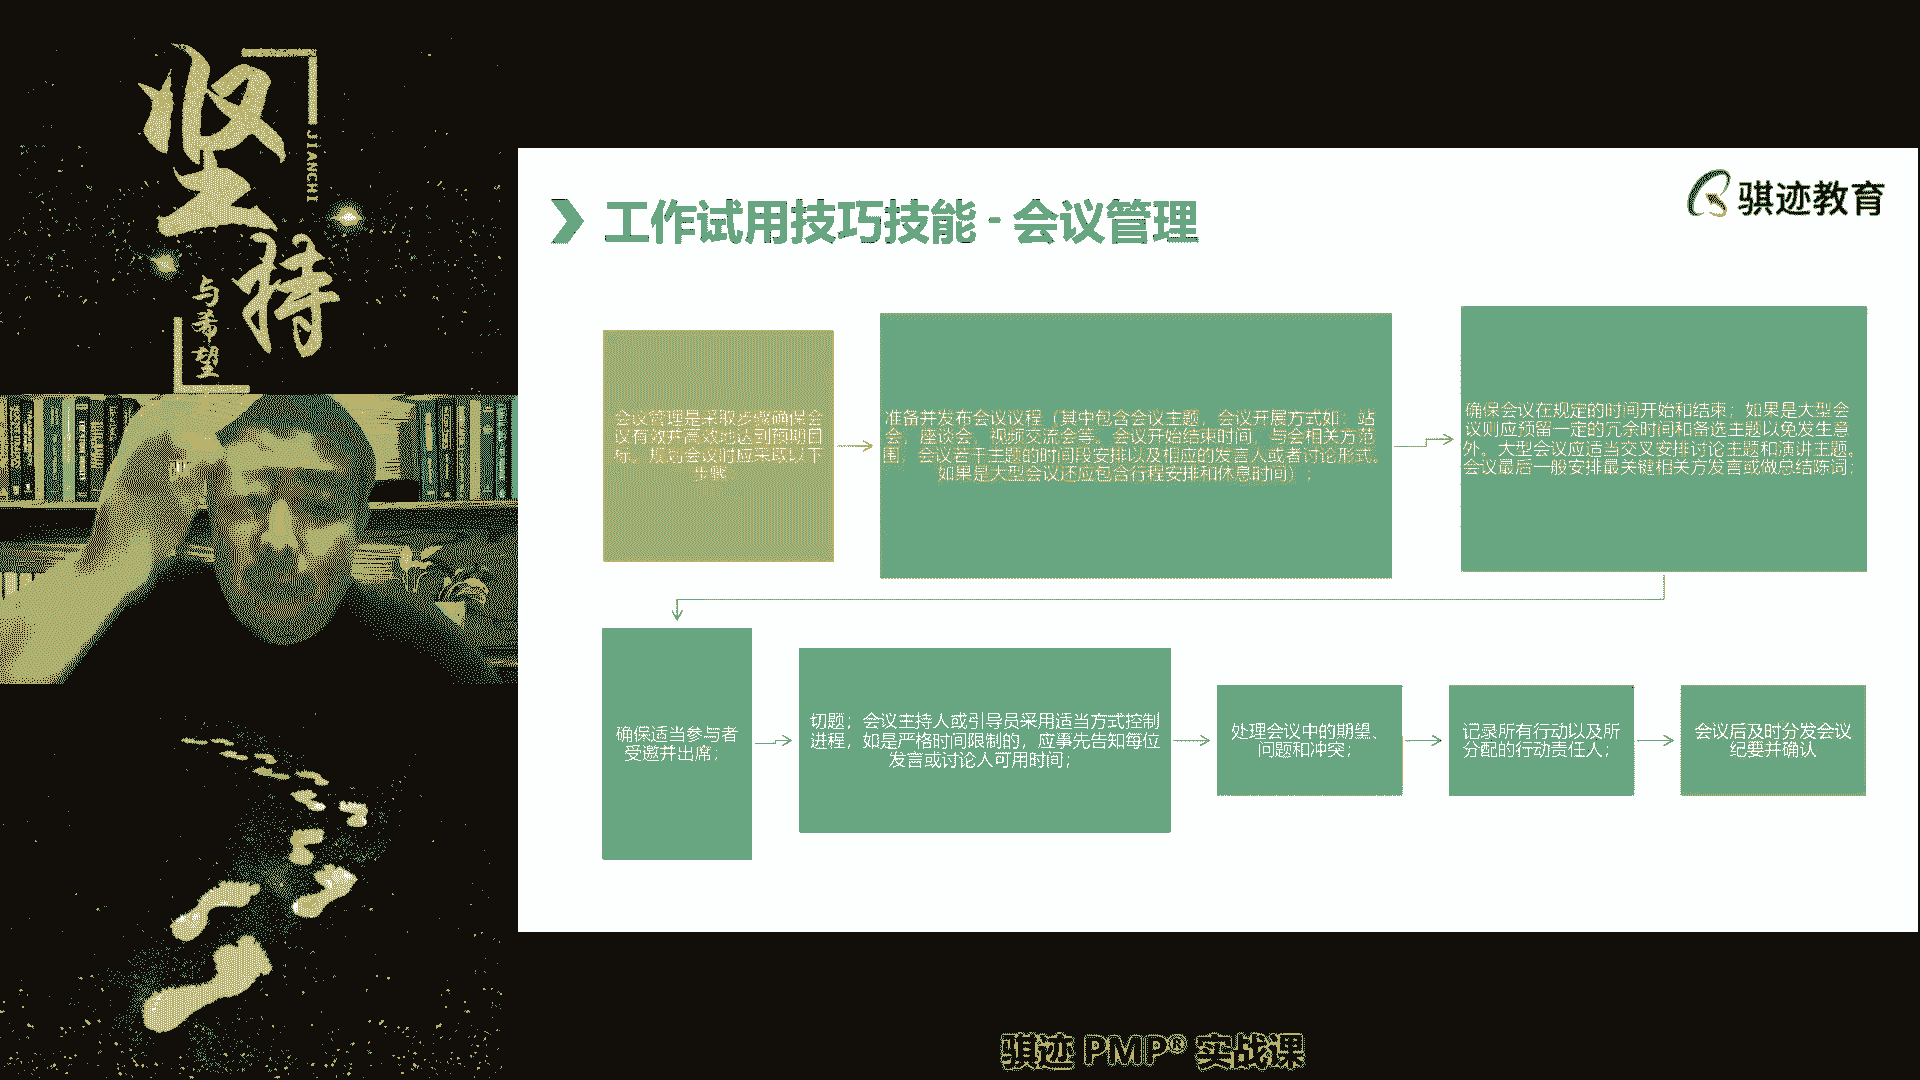 坚持
JIANCHI
与希望
骐迹教育
工作试用技巧技能 - 会议管理
会议管理是采取步骤确保会
议有效并高效地达到预期目
标。规划会议时应采取以下
步骤:
准备并发布会议议程（其中包含会议主题，会议开展方式如：站
会，座谈会，视频交流会等。会议开始结束时间，与会相关方范
围，会议若干主题的时间段安排以及相应的发言人或者讨论形式。
如果是大型会议还应包含行程安排和休息时间）；
确保会议在规定的时间开始和结束；如果是大型会
议则应预留一定的冗余时间和备选主题以免发生意
外。大型会议应适当交叉安排讨论主题和演讲主题。
会议最后一般安排最关键相关方发言或做总结陈词；
确保适当参与者
受邀并出席；
切题；会议主持人或引导员采用适当方式控制
进程，如是严格时间限制的，应事先告知每位
发言或讨论人可用时间；
处理会议中的期望、
问题和冲突；
记录所有行动以及所
分配的行动责任人；
会议后及时分发会议
纪要并确认
骐迹 PMP® 实战课